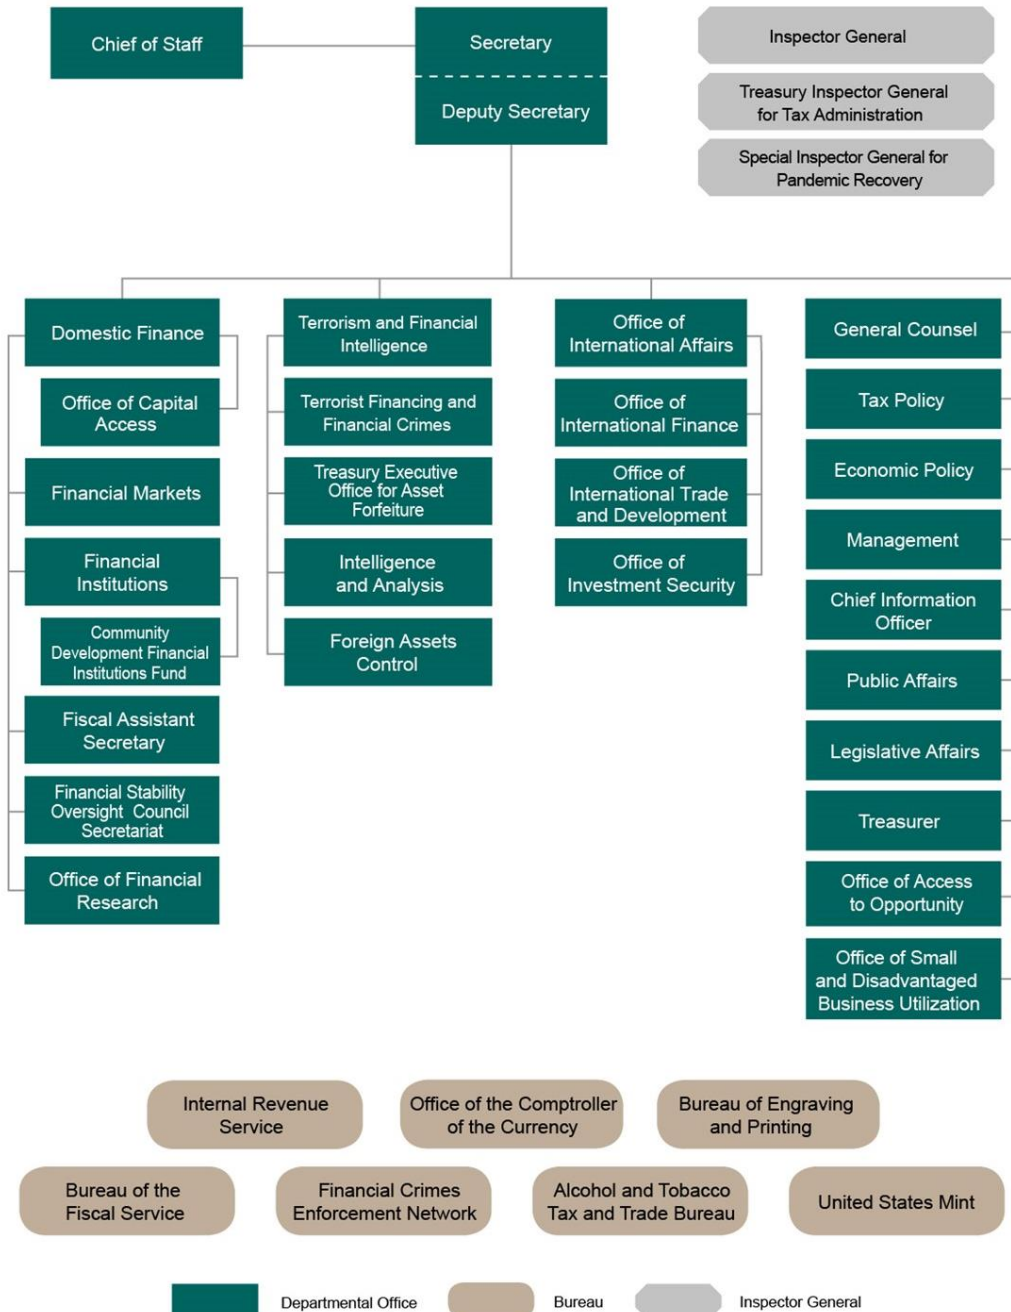 Chief of Staff
Secretary
Deputy Secretary
Inspector General
Treasury Inspector General
for Tax Administration
Special Inspector General for
Pandemic Recovery
Domestic Finance
Office of Capital
Access
Financial Markets
Financial
Institutions
Community
Development Financial
Institutions Fund
Fiscal Assistant
Secretary
Financial Stability
Oversight Council
Secretariat
Office of Financial
Research
Terrorism and Financial
Intelligence
Terrorist Financing and
Financial Crimes
Treasury Executive
Office for Asset
Forfeiture
Intelligence
and Analysis
Foreign Assets
Control
Office of
International Affairs
Office of
International Finance
Office of
International Trade
and Development
Office of
Investment Security
General Counsel
Tax Policy
Economic Policy
Management
Chief Information
Officer
Public Affairs
Legislative Affairs
Treasurer
Office of Access
to Opportunity
Office of Small
and Disadvantaged
Business Utilization
Internal Revenue
Service
Office of the Comptroller
of the Currency
Bureau of Engraving
and Printing
Bureau of the
Fiscal Service
Financial Crimes
Enforcement Network
Alcohol and Tobacco
Tax and Trade Bureau
United States Mint
Departmental Office
Bureau
Inspector General